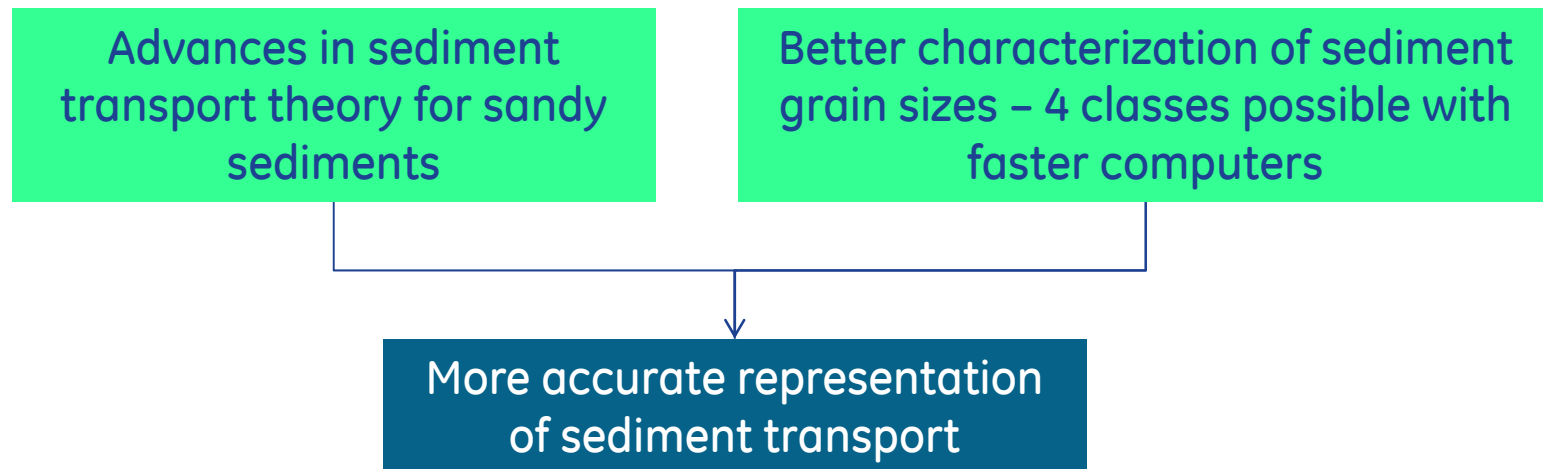 Advances in sediment
transport theory for sandy
sediments
Better characterization of sediment
grain sizes – 4 classes possible with
faster computers
More accurate representation
of sediment transport